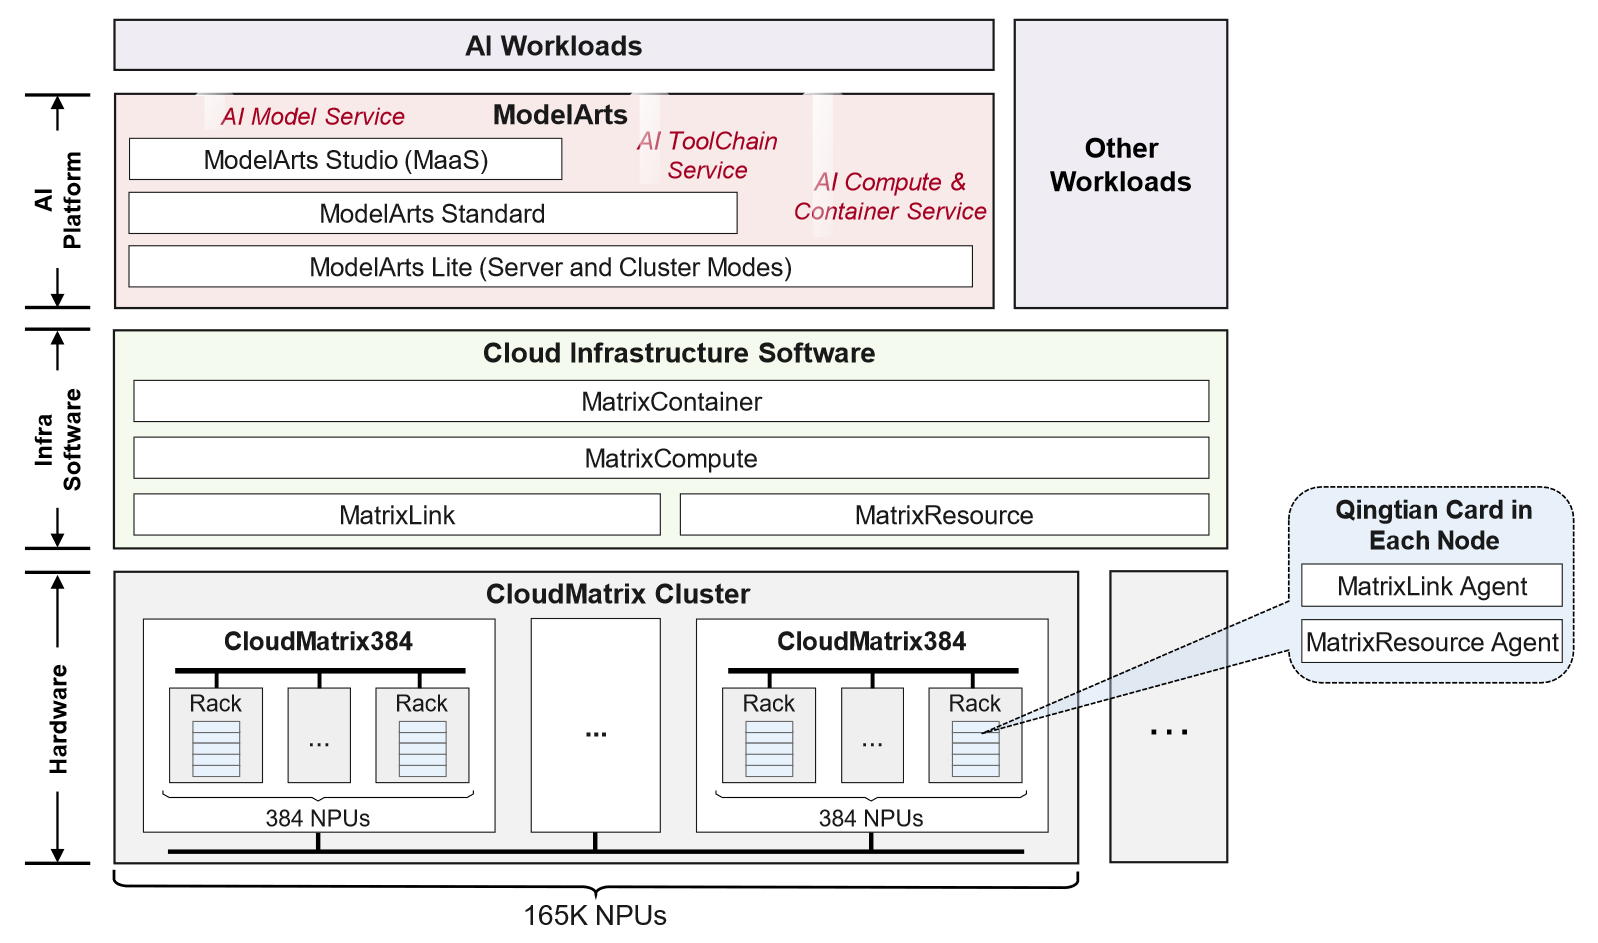 AI Workloads
Other
Workloads
AI
Platform
ModelArts
AI Model Service
AI ToolChain
Service
AI Compute &
Container Service
ModelArts Studio (MaaS)
ModelArts Standard
ModelArts Lite (Server and Cluster Modes)
Infra
Software
Cloud Infrastructure Software
MatrixContainer
MatrixCompute
MatrixLink
MatrixResource
Qingtian Card in
Each Node
MatrixLink Agent
MatrixResource Agent
Hardware
CloudMatrix Cluster
CloudMatrix384
Rack
...
Rack
384 NPUs
...
CloudMatrix384
Rack
...
Rack
384 NPUs
...
165K NPUs